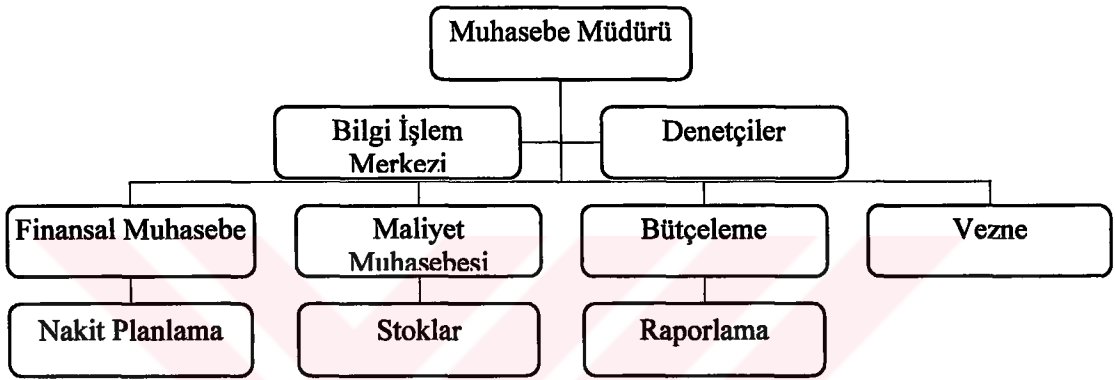 Muhasebe Müdürü
Bilgi İşlem
Merkezi
Denetçiler
Finansal Muhasebe
Maliyet
Muhasebesi
Bütçeleme
Vezne
Nakit Planlama
Stoklar
Raporlama